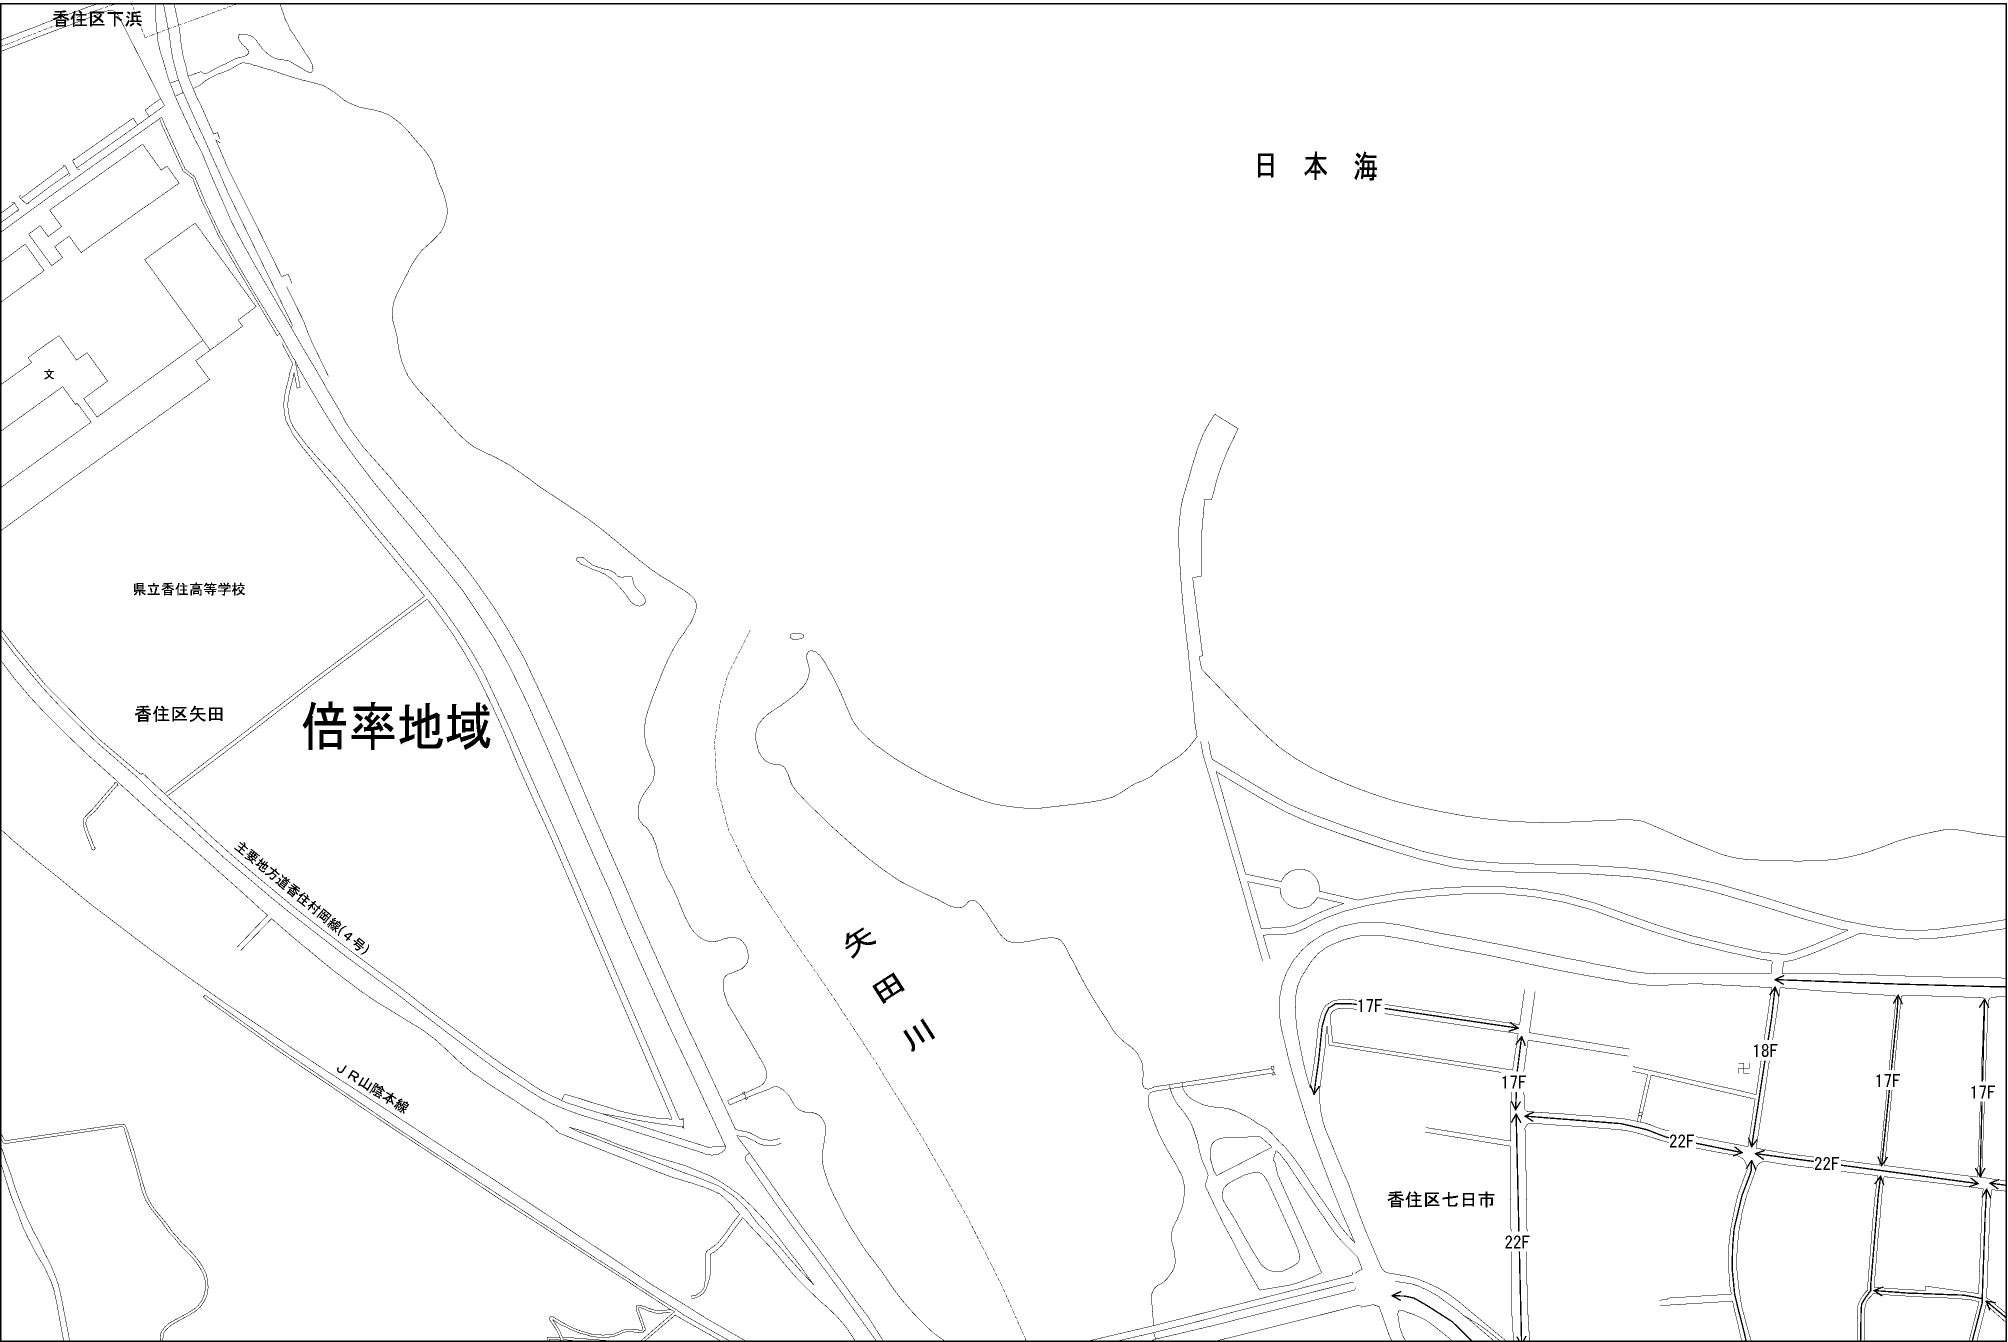 香住区下浜
日本海
文
県立香住高等学校
香住区矢田
倍率地域
主要地方道香住村岡線(4号)
矢田川
JR山陰本線
17F
18F
17F
17F
17F
22F
22F
香住区七日市
22F